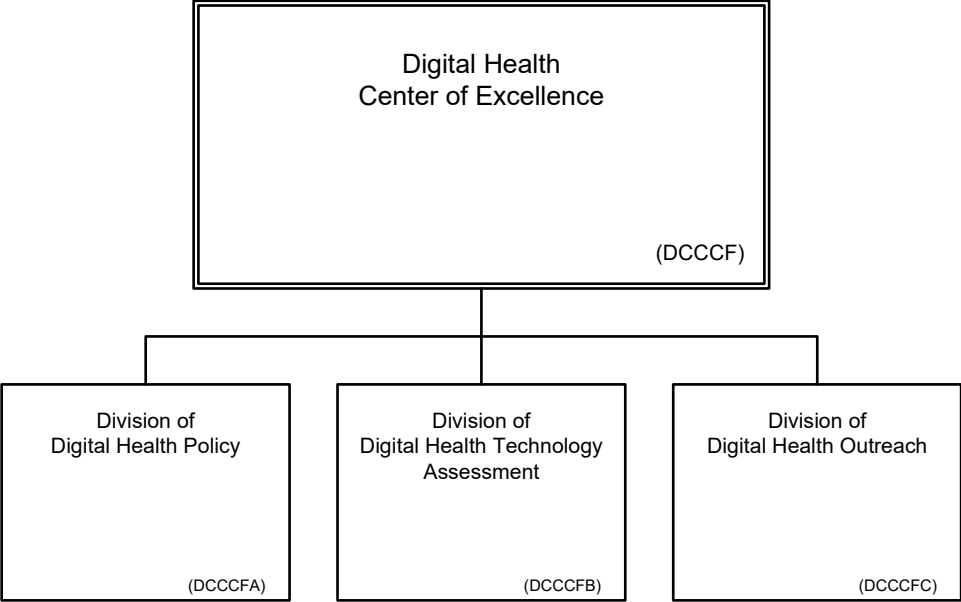 Digital Health
Center of Excellence
(DCCCF)
Division of
Digital Health Policy
(DCCCFA)
Division of
Digital Health Technology
Assessment
(DCCCFB)
Division of
Digital Health Outreach
(DCCCFC)